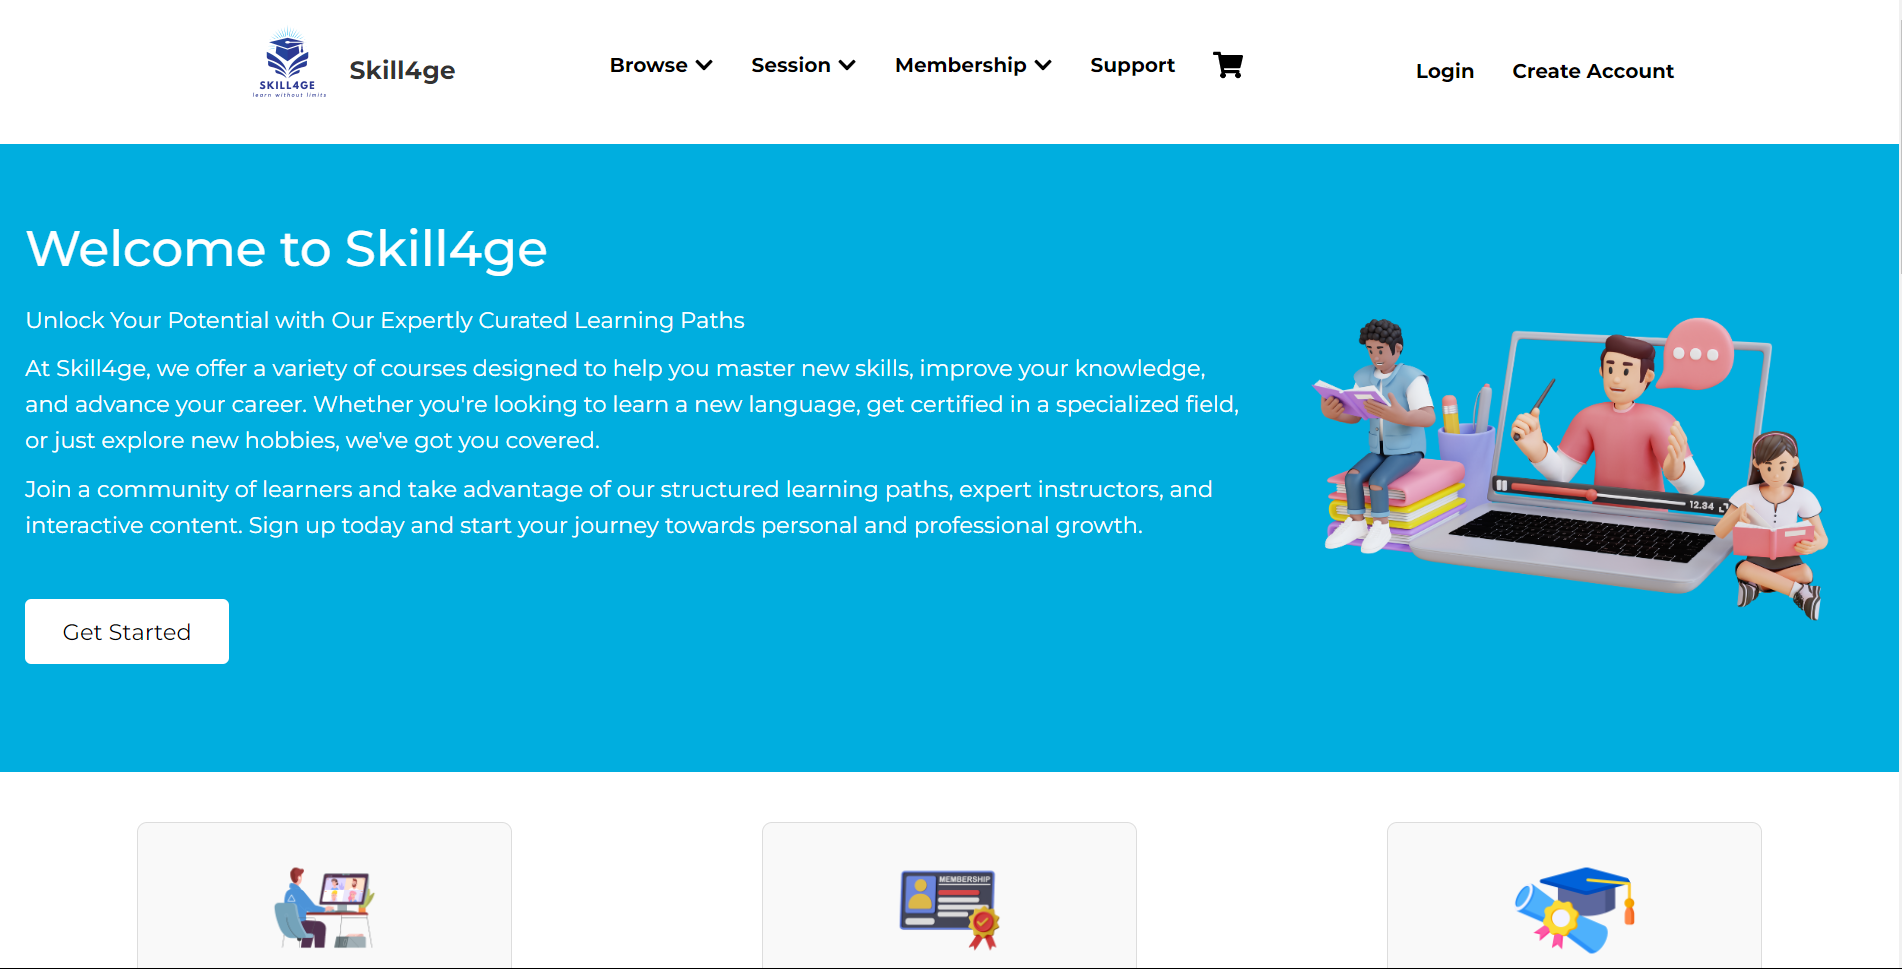 SKILL4GE
learn without limits
Skill4ge
Browse
Session
Membership
Support
Login
Create Account
Welcome to Skill4ge
Unlock Your Potential with Our Expertly Curated Learning Paths
At Skill4ge, we offer a variety of courses designed to help you master new skills, improve your knowledge,
and advance your career. Whether you're looking to learn a new language, get certified in a specialized field,
or just explore new hobbies, we've got you covered.
Join a community of learners and take advantage of our structured learning paths, expert instructors, and
interactive content. Sign up today and start your journey towards personal and professional growth.
12.34
Get Started
MEMBERSHIP